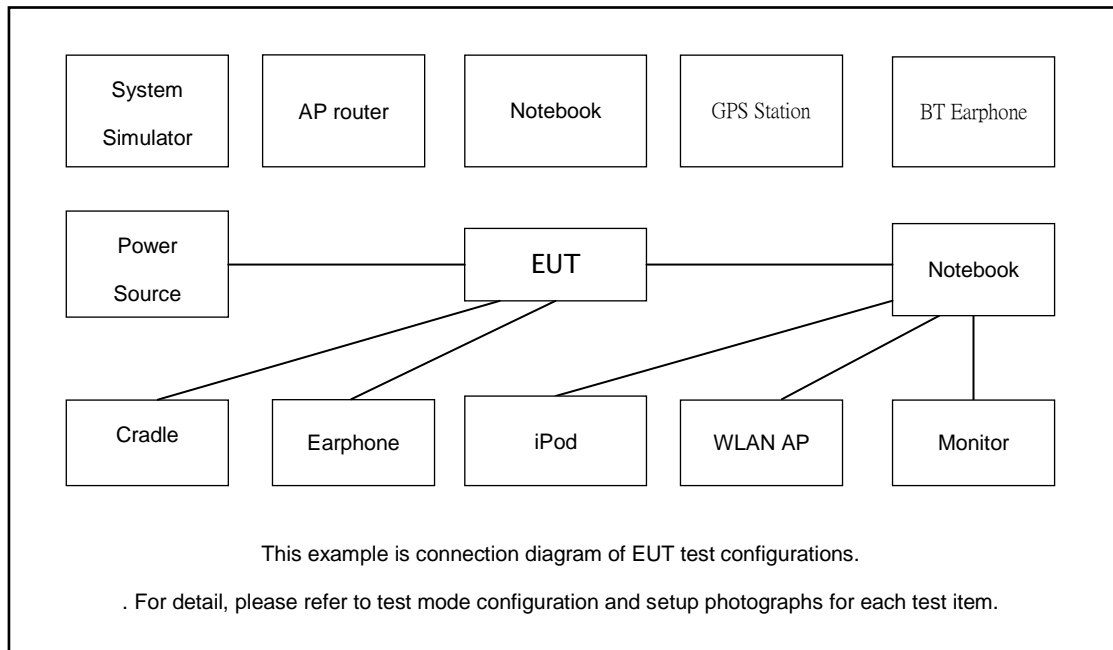 System
Simulator
AP router
Notebook
GPS Station
BT Earphone
Power
Source
EUT
Notebook
Cradle
Earphone
iPod
WLAN AP
Monitor
This example is connection diagram of EUT test configurations.
. For detail, please refer to test mode configuration and setup photographs for each test item.